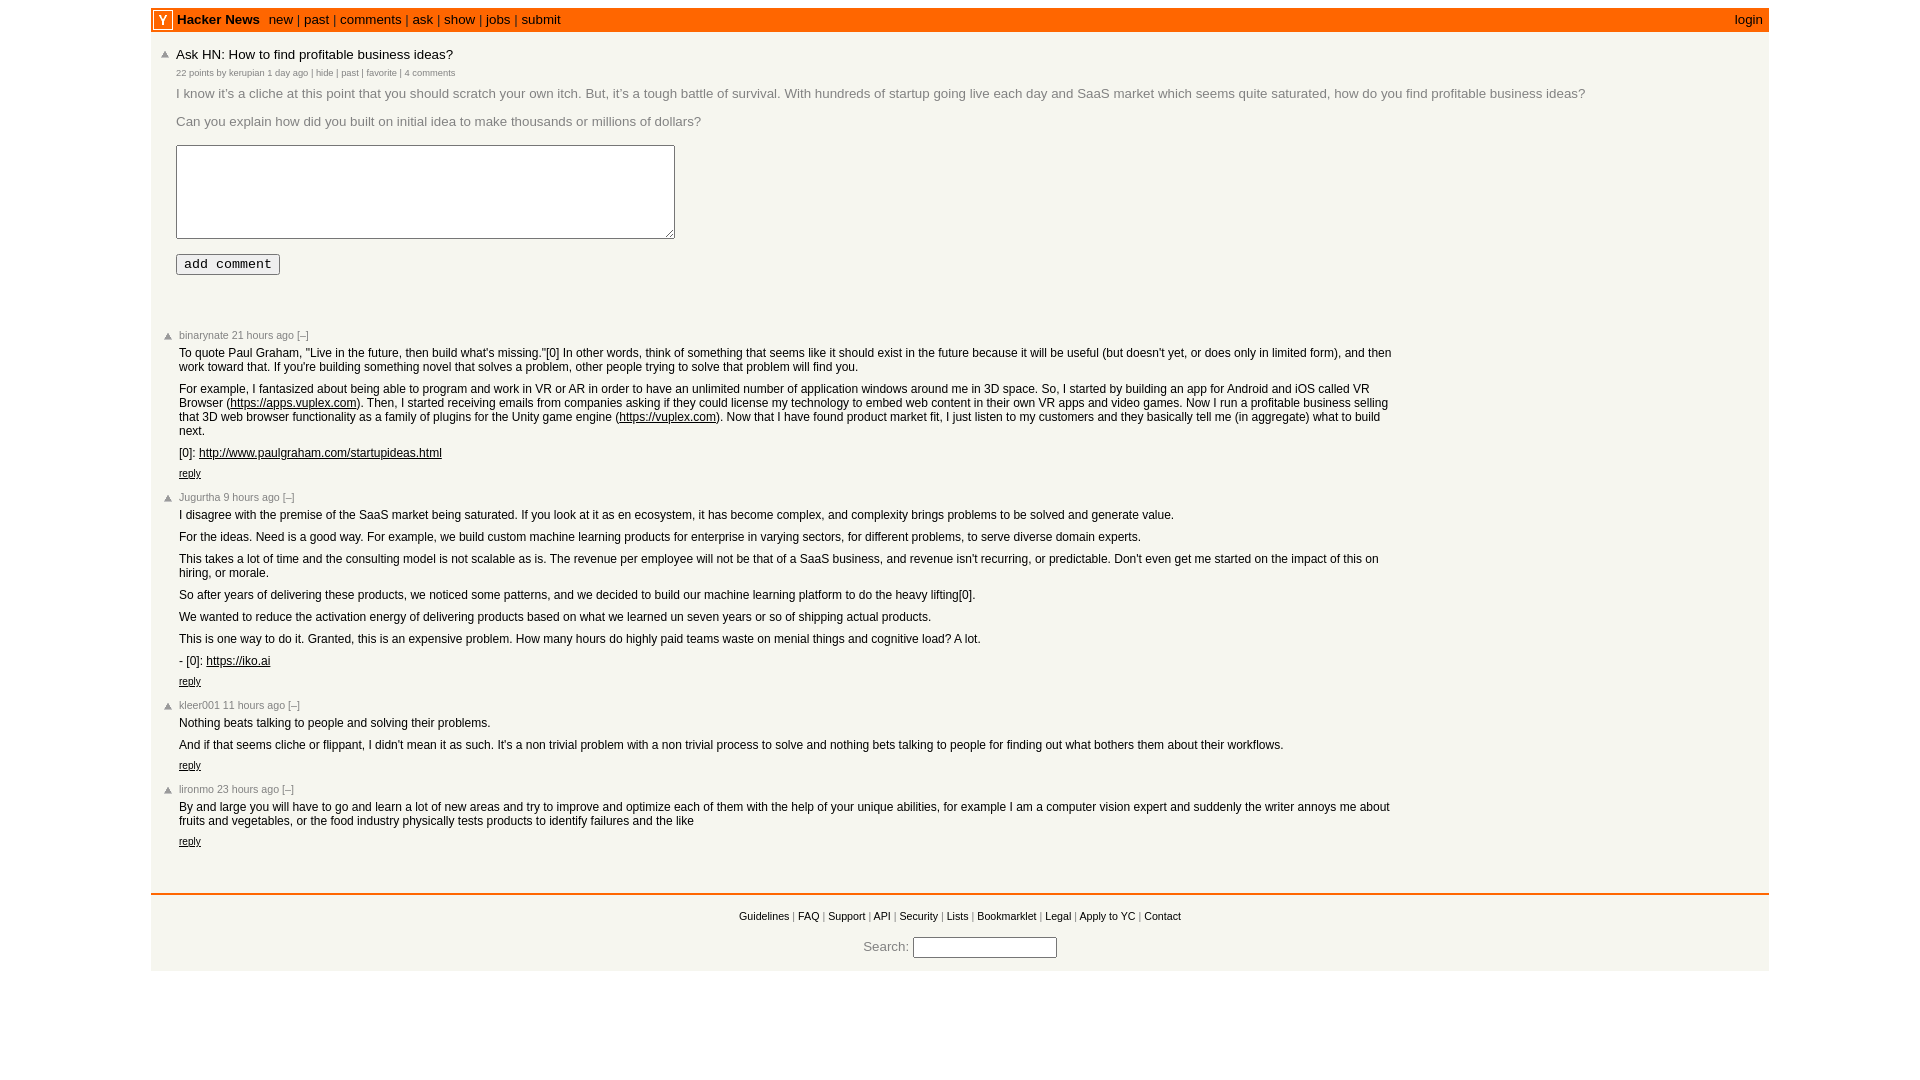 Y Hacker News new | past | comments | ask | show | jobs | submit login
Ask HN: How to find profitable business ideas?
22 points by kerupian 1 day ago | hide | past | favorite | 4 comments
I know it’s a cliche at this point that you should scratch your own itch. But, it’s a tough battle of survival. With hundreds of startup going live each day and SaaS market which seems quite saturated, how do you find profitable business ideas?
Can you explain how did you built on initial idea to make thousands or millions of dollars?
add comment
binarynate 21 hours ago [–]
To quote Paul Graham, "Live in the future, then build what's missing."[0] In other words, think of something that seems like it should exist in the future because it will be useful (but doesn't yet, or does only in limited form), and then
work toward that. If you're building something novel that solves a problem, other people trying to solve that problem will find you.
For example, I fantasized about being able to program and work in VR or AR in order to have an unlimited number of application windows around me in 3D space. So, I started by building an app for Android and iOS called VR
Browser (https://apps.vuplex.com). Then, I started receiving emails from companies asking if they could license my technology to embed web content in their own VR apps and video games. Now I run a profitable business selling
that 3D web browser functionality as a family of plugins for the Unity game engine (https://vuplex.com). Now that I have found product market fit, I just listen to my customers and they basically tell me (in aggregate) what to build
next.
[0]: http://www.paulgraham.com/startupideas.html
reply
Jugurtha 9 hours ago [–]
I disagree with the premise of the SaaS market being saturated. If you look at it as en ecosystem, it has become complex, and complexity brings problems to be solved and generate value.
For the ideas. Need is a good way. For example, we build custom machine learning products for enterprise in varying sectors, for different problems, to serve diverse domain experts.
This takes a lot of time and the consulting model is not scalable as is. The revenue per employee will not be that of a SaaS business, and revenue isn't recurring, or predictable. Don't even get me started on the impact of this on
hiring, or morale.
So after years of delivering these products, we noticed some patterns, and we decided to build our machine learning platform to do the heavy lifting[0].
We wanted to reduce the activation energy of delivering products based on what we learned un seven years or so of shipping actual products.
This is one way to do it. Granted, this is an expensive problem. How many hours do highly paid teams waste on menial things and cognitive load? A lot.
- [0]: https://iko.ai
reply
kleer001 11 hours ago [–]
Nothing beats talking to people and solving their problems.
And if that seems cliche or flippant, I didn't mean it as such. It's a non trivial problem with a non trivial process to solve and nothing bets talking to people for finding out what bothers them about their workflows.
reply
lironmo 23 hours ago [–]
By and large you will have to go and learn a lot of new areas and try to improve and optimize each of them with the help of your unique abilities, for example I am a computer vision expert and suddenly the writer annoys me about
fruits and vegetables, or the food industry physically tests products to identify failures and the like
reply
Guidelines | FAQ | Support | API | Security | Lists | Bookmarklet | Legal | Apply to YC | Contact
Search: